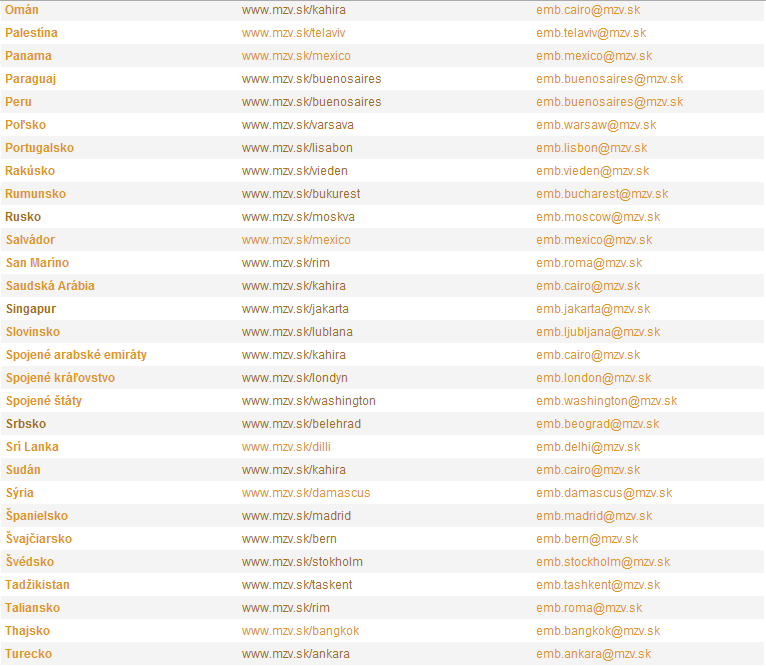 Omán www.mzv.sk/kahira emb.cairo@mzv.sk
Palestína www.mzv.sk/telaviv emb.telaviv@mzv.sk
Panama www.mzv.sk/mexico emb.mexico@mzv.sk
Paraguaj www.mzv.sk/buenosaires emb.buenosaires@mzv.sk
Peru www.mzv.sk/buenosaires emb.buenosaires@mzv.sk
Poľsko www.mzv.sk/varsava emb.warsaw@mzv.sk
Portugalsko www.mzv.sk/lisabon emb.lisbon@mzv.sk
Rakúsko www.mzv.sk/vieden emb.vieden@mzv.sk
Rumunsko www.mzv.sk/bukurest emb.bucharest@mzv.sk
Rusko www.mzv.sk/moskva emb.moscow@mzv.sk
Salvádor www.mzv.sk/mexico emb.mexico@mzv.sk
San Maríno www.mzv.sk/rim emb.roma@mzv.sk
Saudská Arábia www.mzv.sk/kahira emb.cairo@mzv.sk
Singapur www.mzv.sk/jakarta emb.jakarta@mzv.sk
Slovinsko www.mzv.sk/lublana emb.ljubljana@mzv.sk
Spojené arabské emiráty www.mzv.sk/kahira emb.cairo@mzv.sk
Spojené kráľovstvo www.mzv.sk/londyn emb.london@mzv.sk
Spojené štáty www.mzv.sk/washington emb.washington@mzv.sk
Srbsko www.mzv.sk/belehrad emb.beograd@mzv.sk
Srí Lanka www.mzv.sk/dilli emb.delhi@mzv.sk
Sudán www.mzv.sk/kahira emb.cairo@mzv.sk
Sýria www.mzv.sk/damascus emb.damascus@mzv.sk
Španielsko www.mzv.sk/madrid emb.madrid@mzv.sk
Švajčiarsko www.mzv.sk/bern emb.bern@mzv.sk
Švédsko www.mzv.sk/stokholm emb.stockholm@mzv.sk
Tadžikistan www.mzv.sk/taskent emb.tashkent@mzv.sk
Taliansko www.mzv.sk/rim emb.roma@mzv.sk
Thajsko www.mzv.sk/bangkok emb.bangkok@mzv.sk
Turecko www.mzv.sk/ankara emb.ankara@mzv.sk